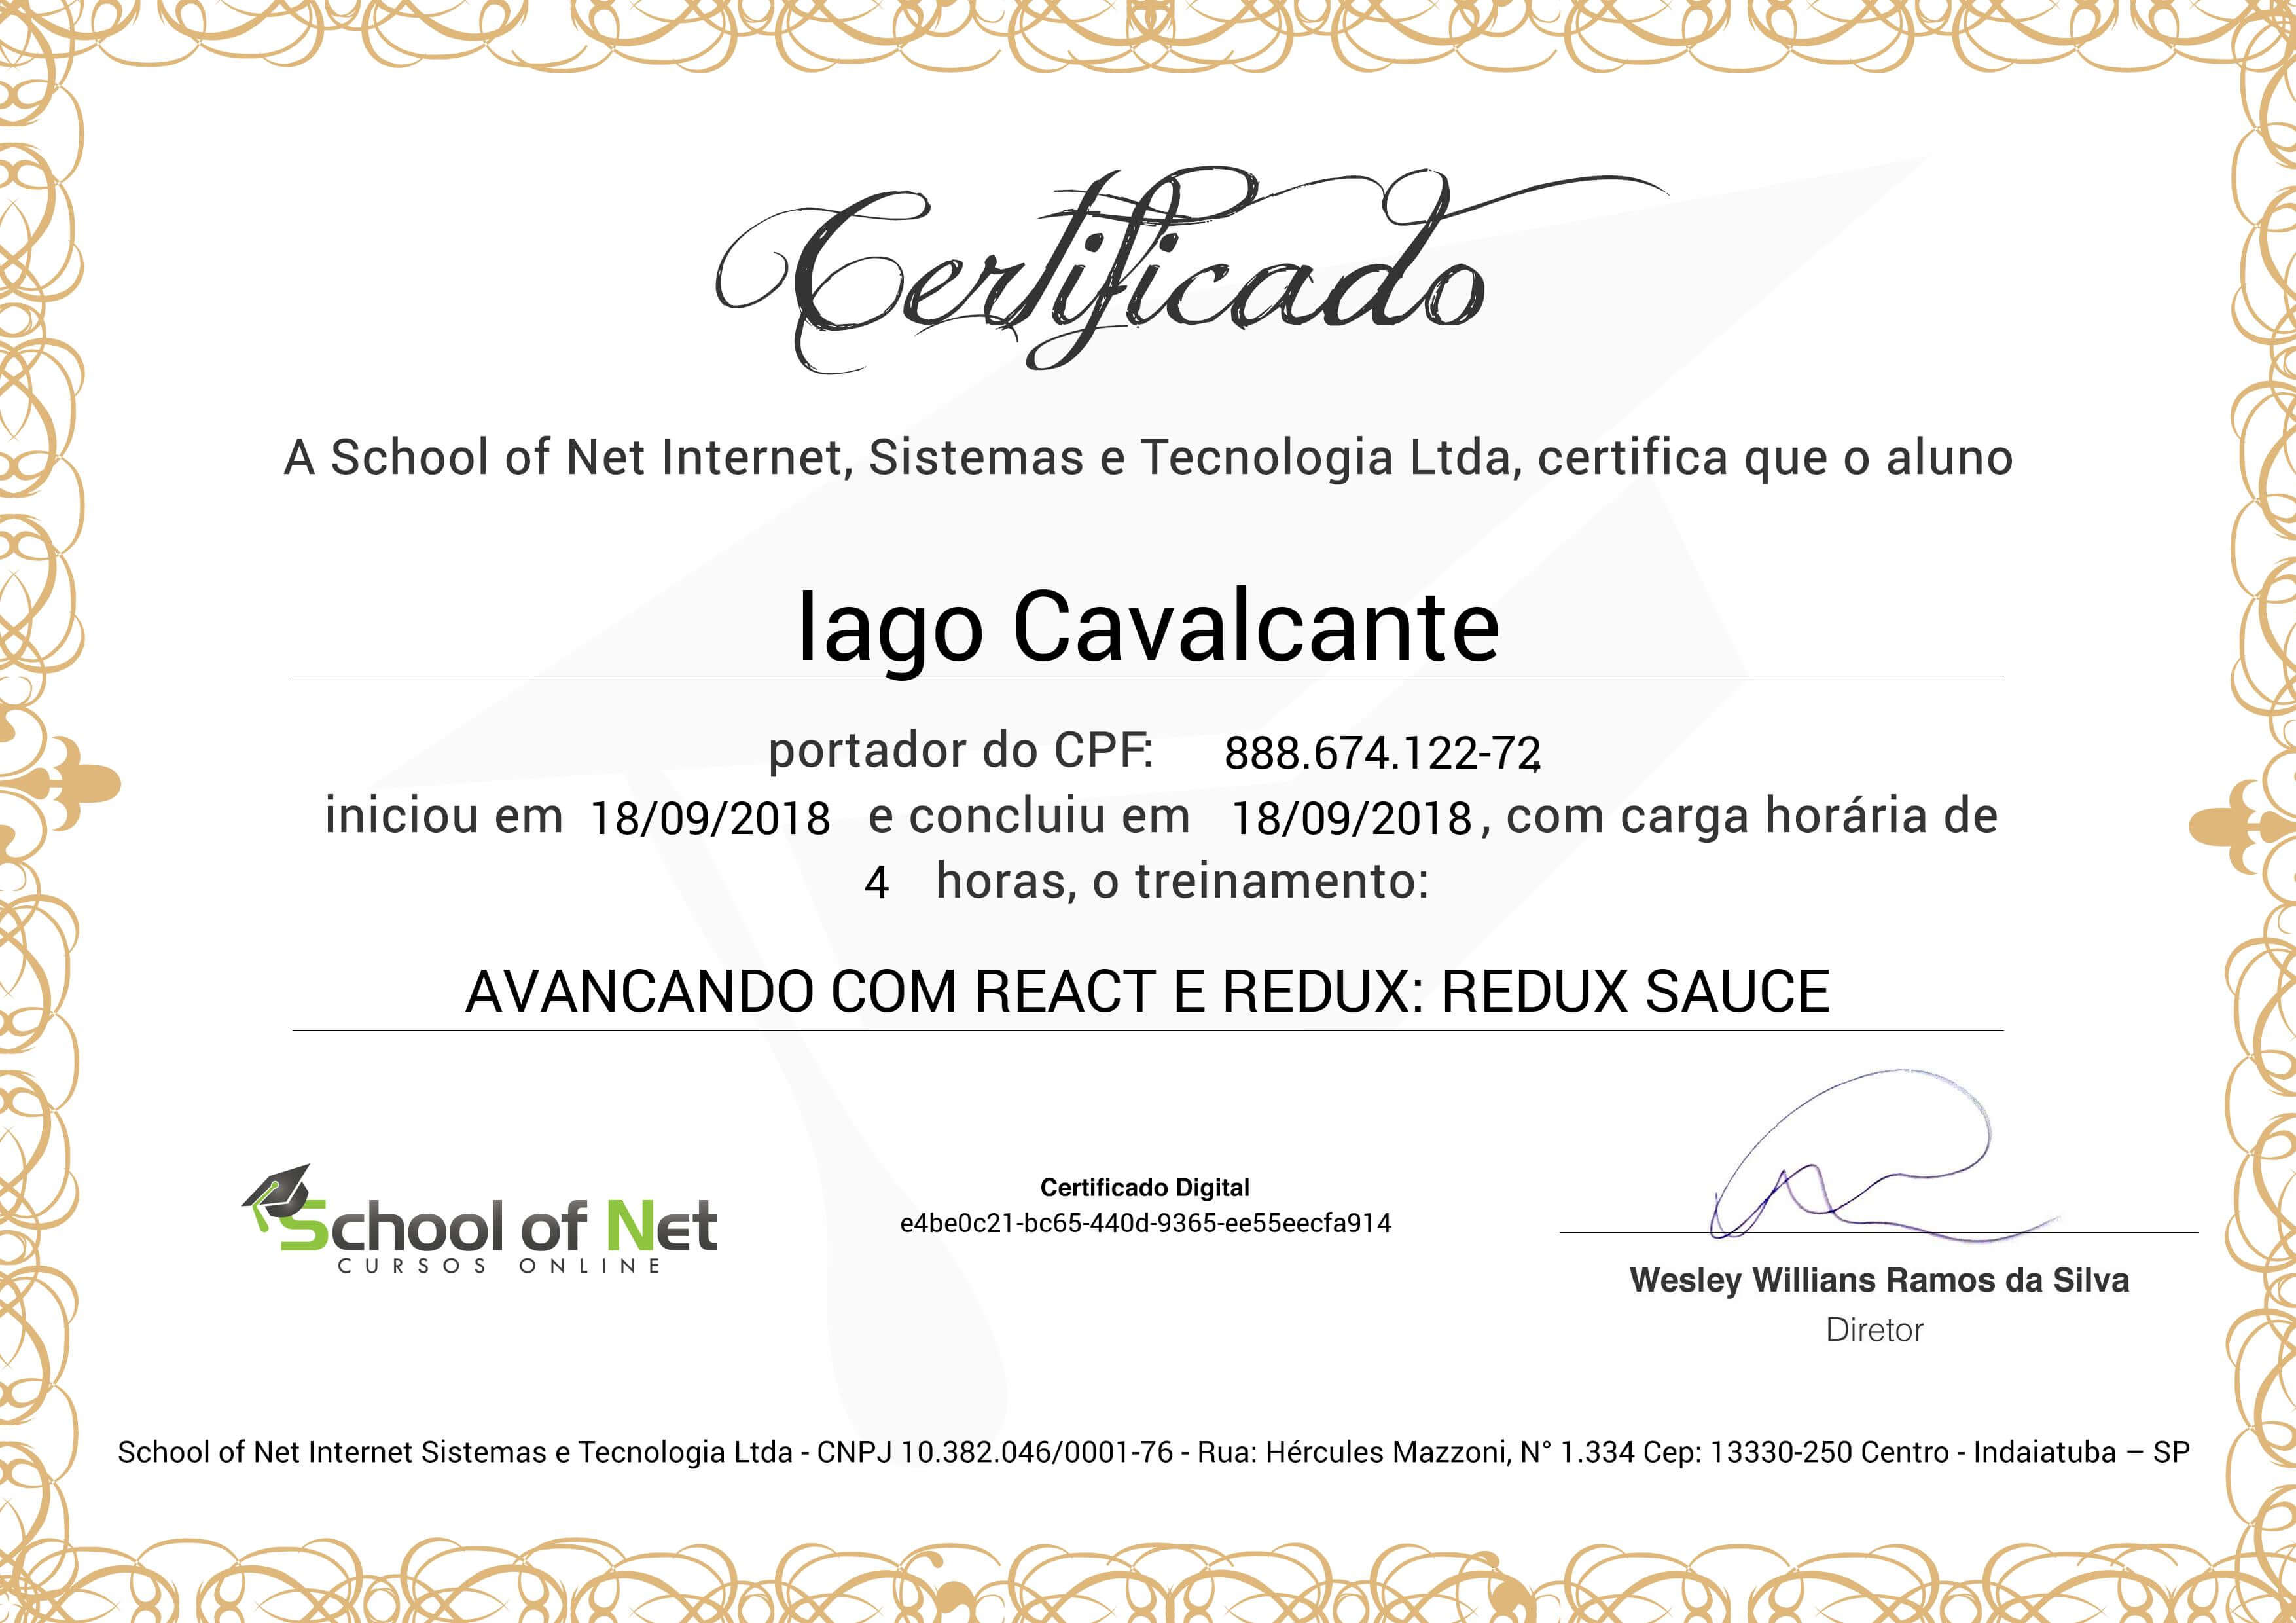 Certificado
A School of Net Internet, Sistemas e Tecnologia Ltda, certifica que o aluno
Iago Cavalcante
portador do CPF: 888.674.122-72,
iniciou em 18/09/2018 e concluiu em 18/09/2018, com carga horária de
4 horas, o treinamento:
AVANCANDO COM REACT E REDUX: REDUX SAUCE
School of Net
CURSOS ONLINE
Certificado Digital
e4be0c21-bc65-440d-9365-ee55eecfa914
Wesley Willians Ramos da Silva
Diretor
School of Net Internet Sistemas e Tecnologia Ltda - CNPJ 10.382.046/0001-76 - Rua: Hércules Mazzoni, N° 1.334 Cep: 13330-250 Centro - Indaiatuba – SP